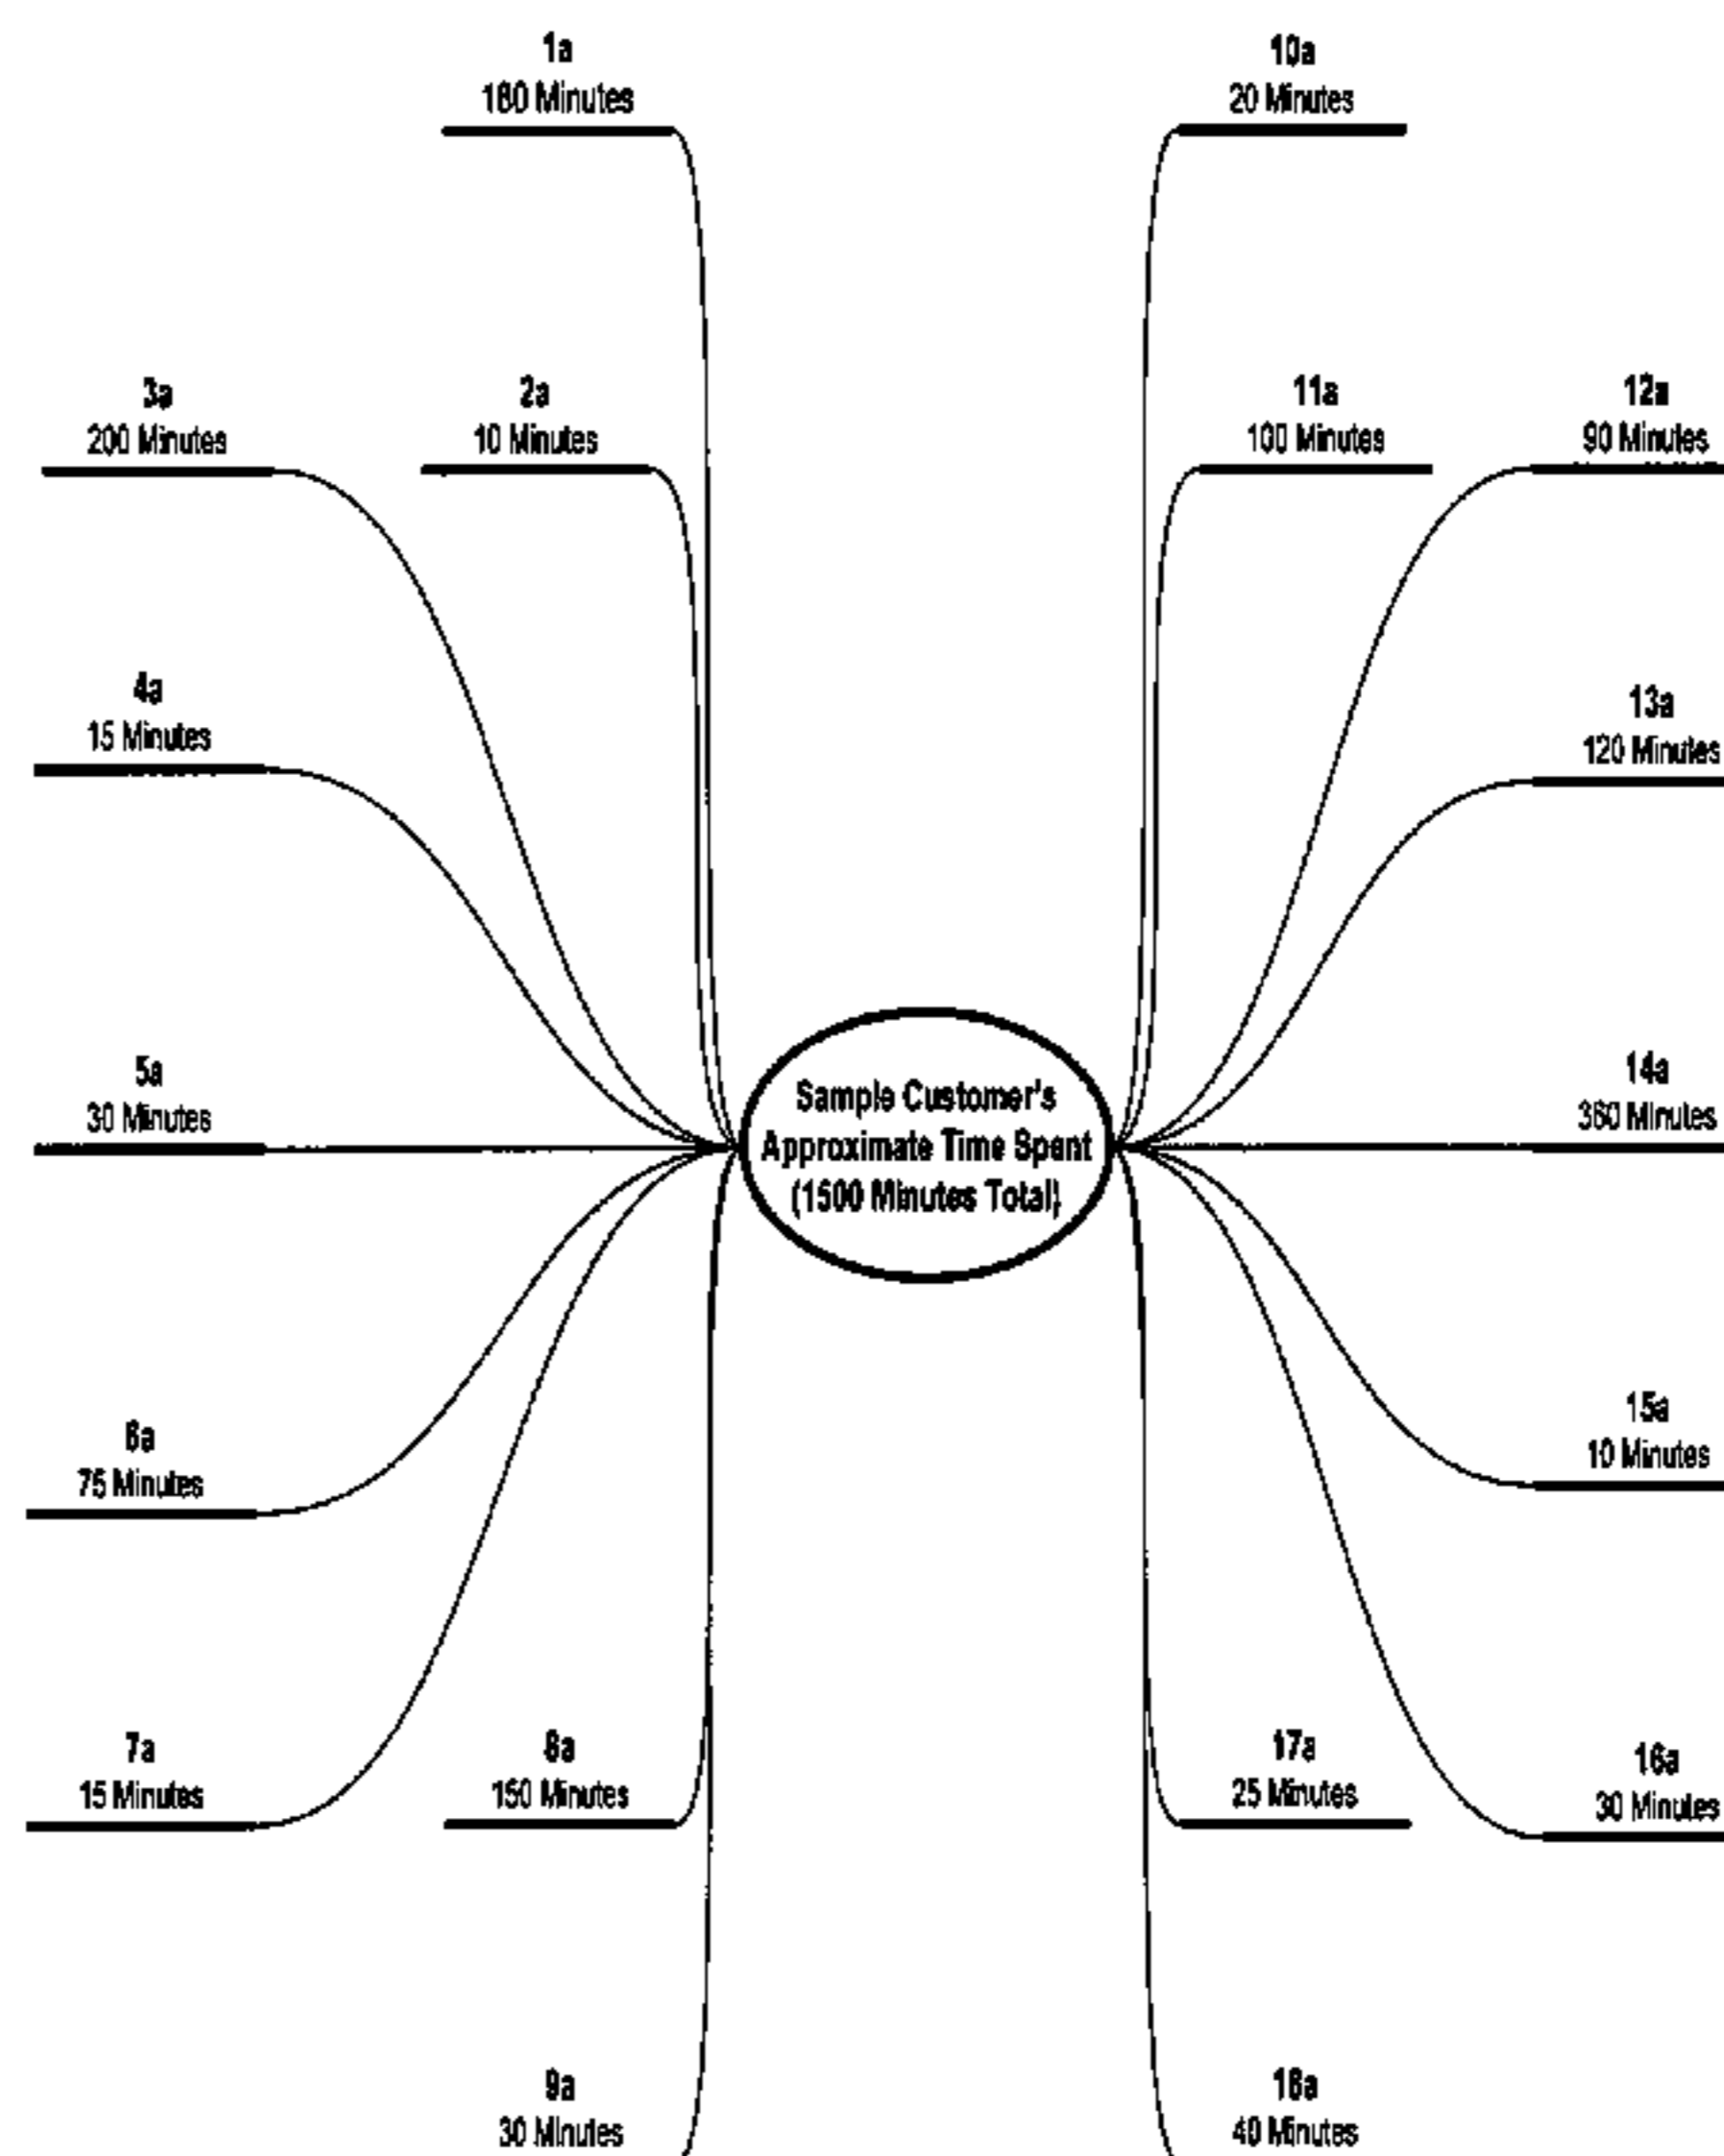 1a
180 Minutes
10a
20 Minutes
3a
200 Minutes
2a
10 Minutes
11a
100 Minutes
12a
90 Minutes
4a
15 Minutes
13a
120 Minutes
5a
30 Minutes
Sample Customer's
Approximate Time Spent
(1500 Minutes Total)
14a
360 Minutes
6a
75 Minutes
15a
10 Minutes
7a
15 Minutes
8a
150 Minutes
17a
25 Minutes
16a
30 Minutes
9a
30 Minutes
18a
40 Minutes